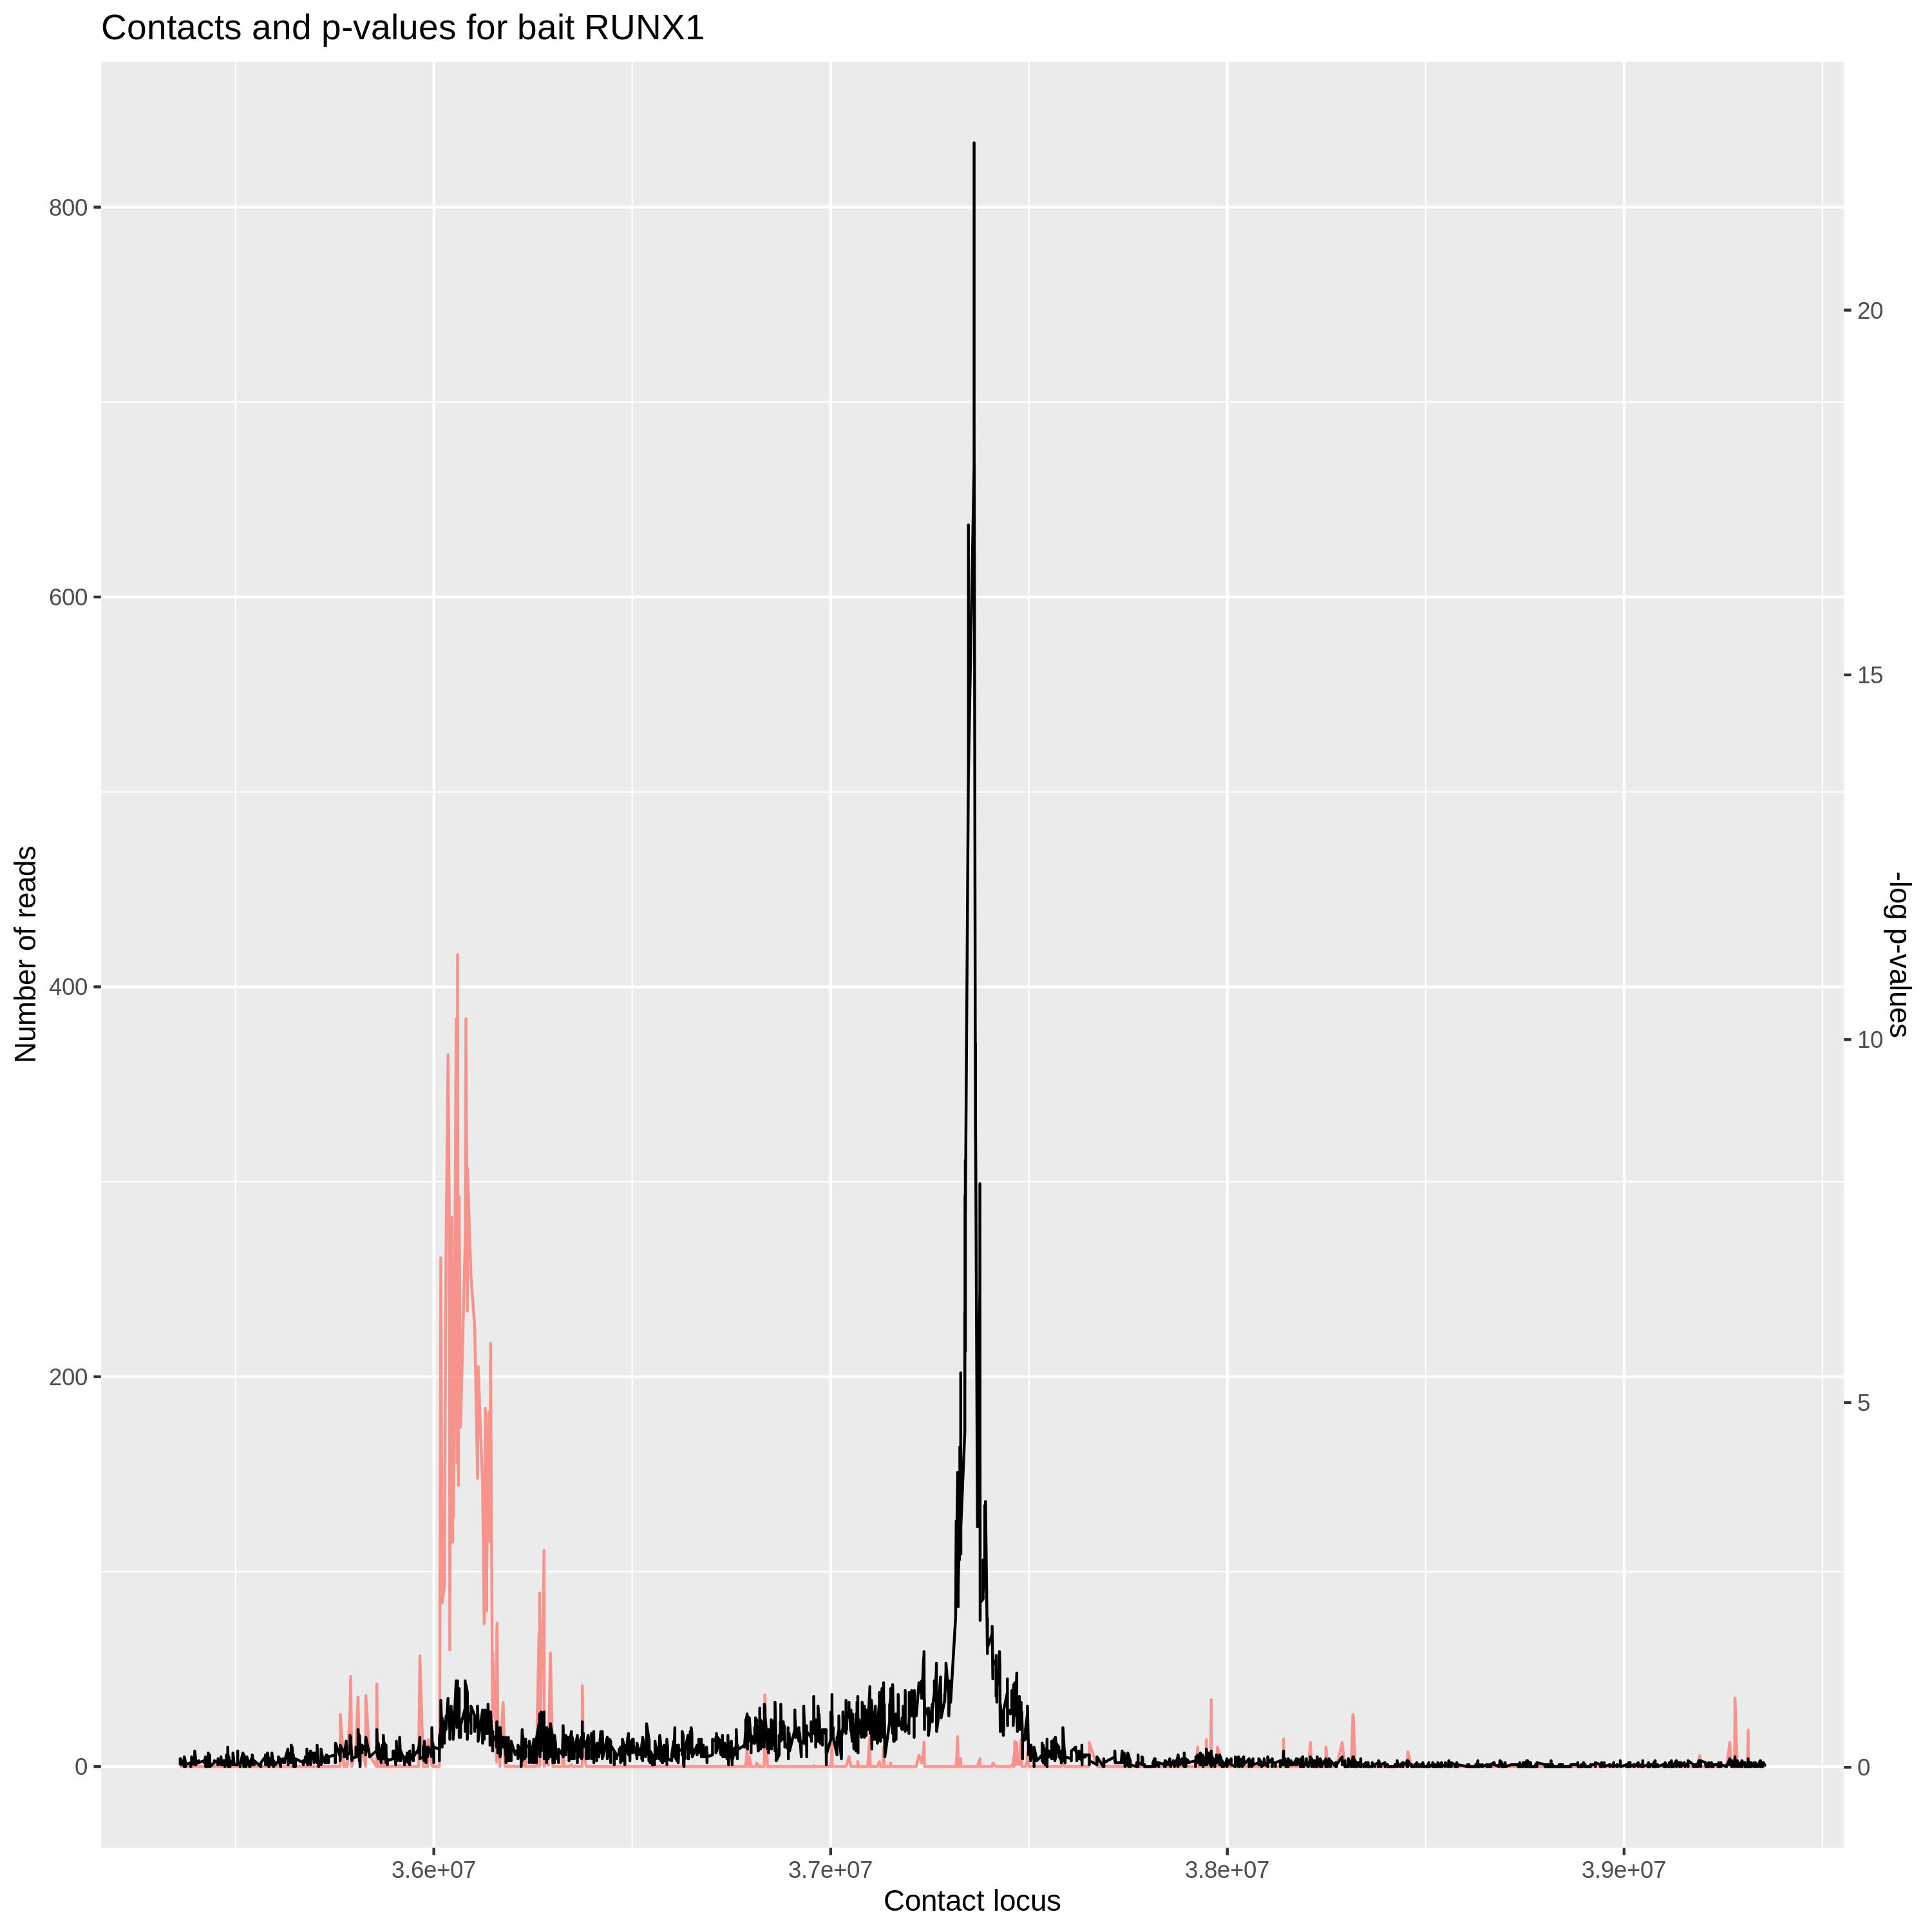 Contacts and p-values for bait RUNX1
Number of reads
800
600
400
200
0
20
15
10
5
0
-log p-values
3.6e+07 3.7e+07 3.8e+07 3.9e+07
Contact locus